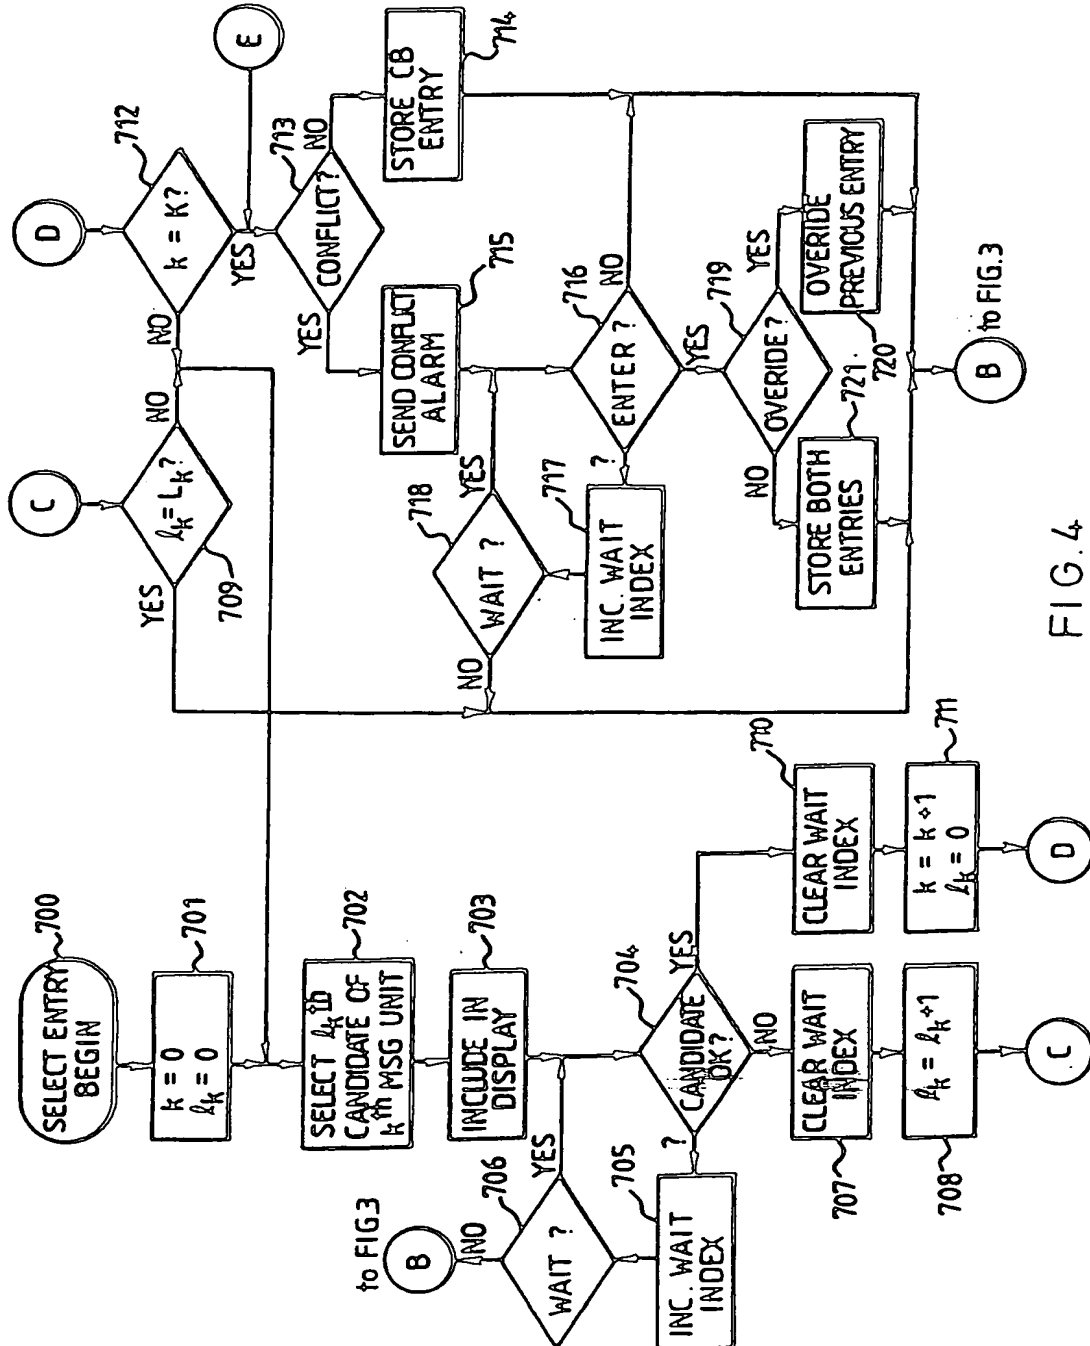 SELECT ENTRY
BEGIN
700
k = 0
ℓk = 0
701
SELECT ℓk th
CANDIDATE OF
kth MSG UNIT
702
INCLUDE IN
DISPLAY
703
CANDIDATE
OK?
704
YES
NO
?
INC. WAIT
INDEX
705
WAIT ?
706
YES
NO
B
to FIG3
CLEAR WAIT
INDEX
707
ℓk = ℓk+1
708
C
CLEAR WAIT
INDEX
710
k = k+1
ℓk = 0
711
D
C
ℓk = Lk?
709
YES
NO
D
k = K?
712
NO
YES
E
CONFLICT?
713
YES
NO
STORE CB
ENTRY
714
SEND CONFLICT
ALARM
715
ENTER ?
716
NO
YES
?
INC. WAIT
INDEX
717
WAIT ?
718
YES
NO
OVERRIDE?
719
YES
NO
OVERRIDE
PREVIOUS ENTRY
720
STORE BOTH
ENTRIES
721
B
to FIG.3
FIG. 4